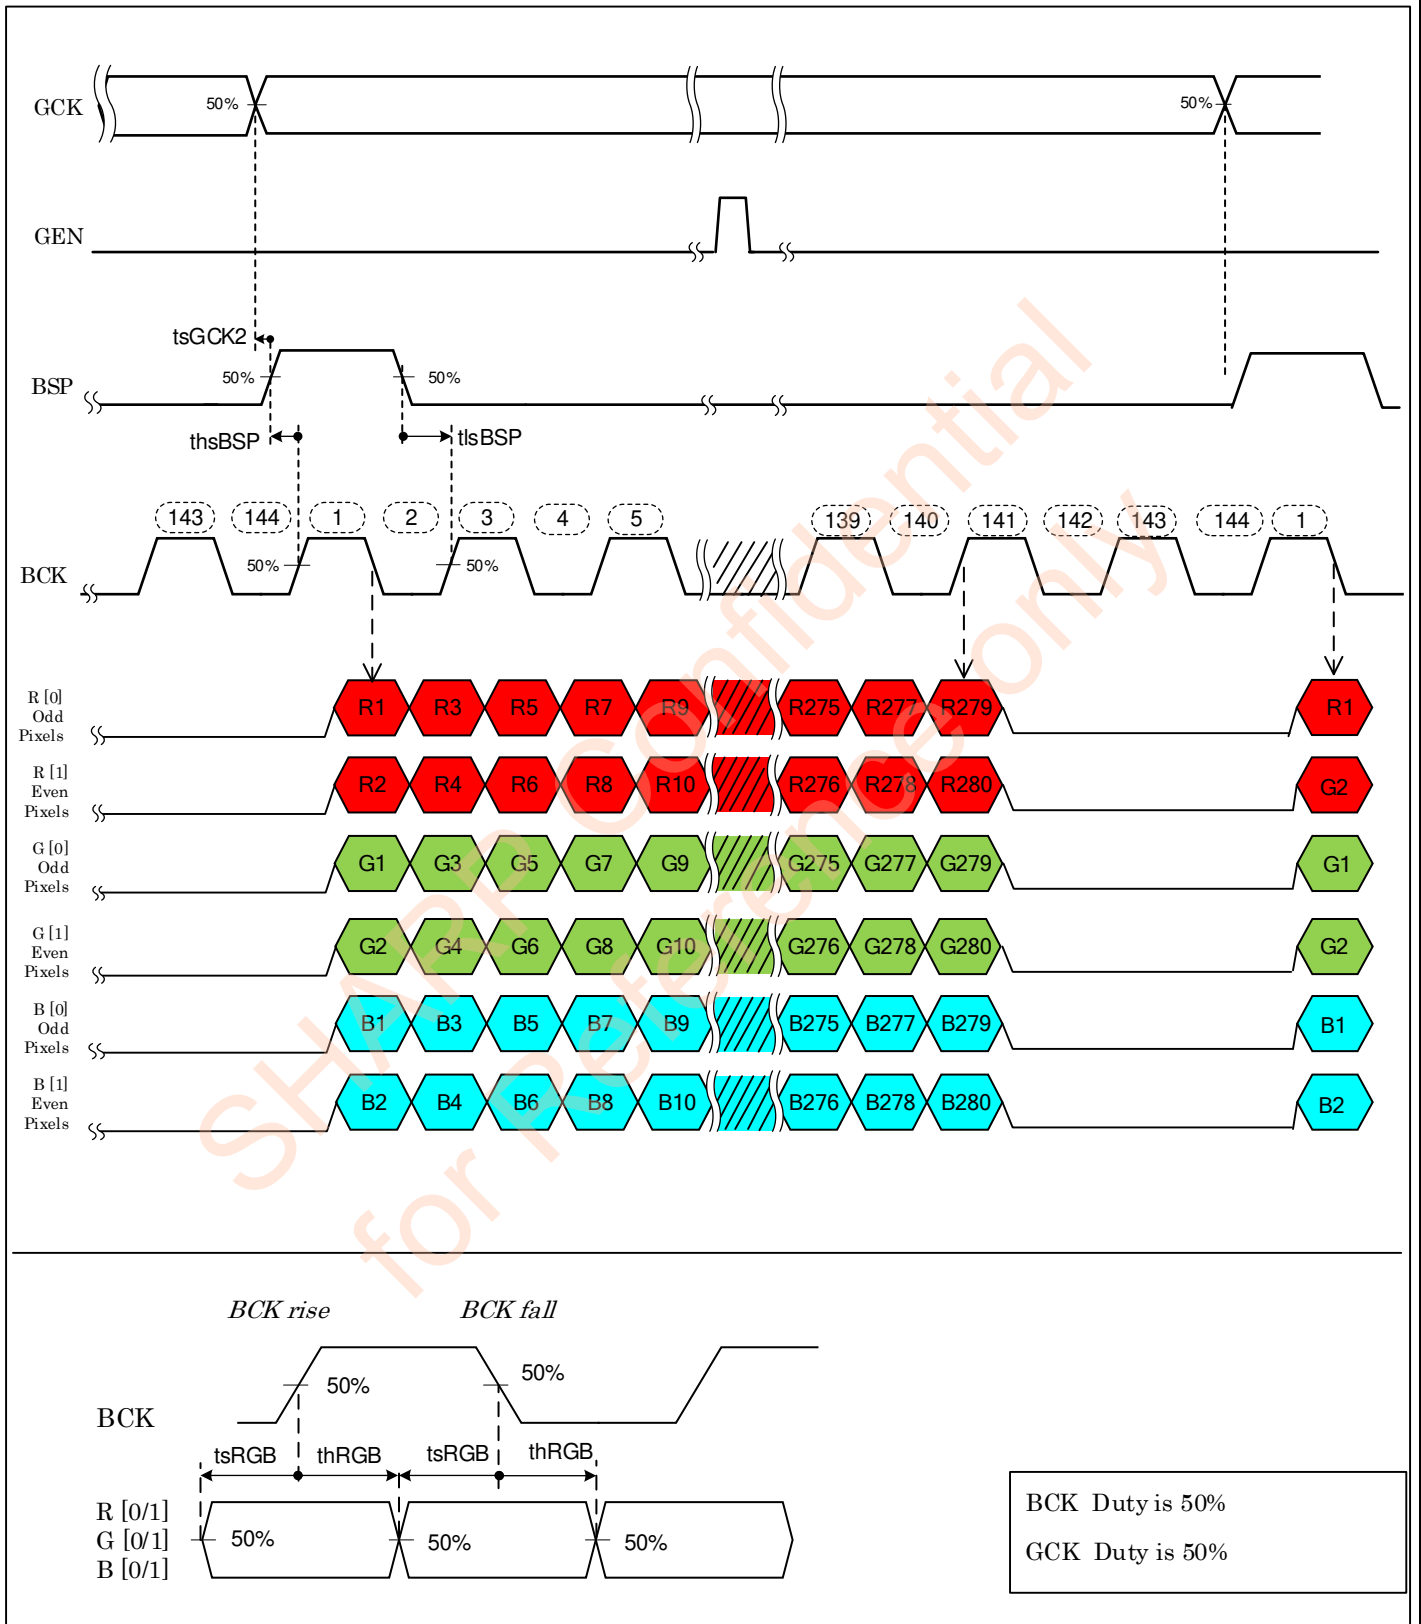 50%
50%
GCK
GEN
tsGCK2
50%
50%
BSP
thsBSP
tlsBSP
143 144 1 2 3 4 5 139 140 141 142 143 144 1
50%
50%
BCK
R [0]
Odd
Pixels
R1 R3 R5 R7 R9 R275 R277 R279 R1
R [1]
Even
Pixels
R2 R4 R6 R8 R10 R276 R278 R280 G2
G [0]
Odd
Pixels
G1 G3 G5 G7 G9 G275 G277 G279 G1
G [1]
Even
Pixels
G2 G4 G6 G8 G10 G276 G278 G280 G2
B [0]
Odd
Pixels
B1 B3 B5 B7 B9 B275 B277 B279 B1
B [1]
Even
Pixels
B2 B4 B6 B8 B10 B276 B278 B280 B2
SHARP Confidential
for Reference only
BCK rise
BCK fall
50%
50%
BCK
tsRGB thRGB tsRGB thRGB
R [0/1]
G [0/1]
B [0/1]
50% 50% 50%
BCK Duty is 50%
GCK Duty is 50%